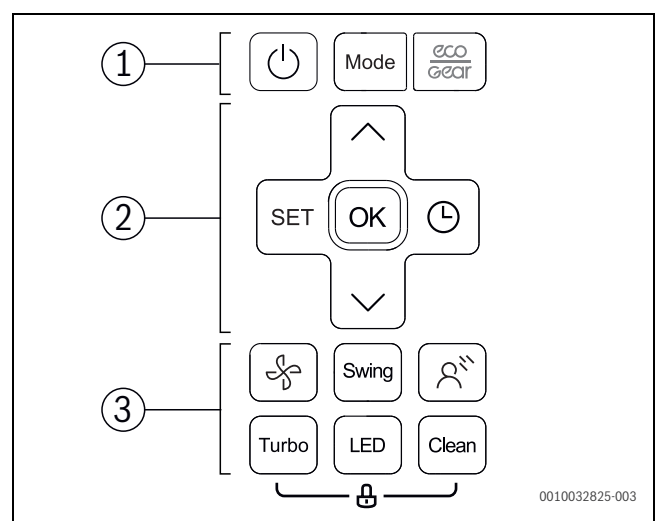 1
Mode
eco
Gear
2
SET
OK
3
Swing
Turbo
LED
Clean
0010032825-003